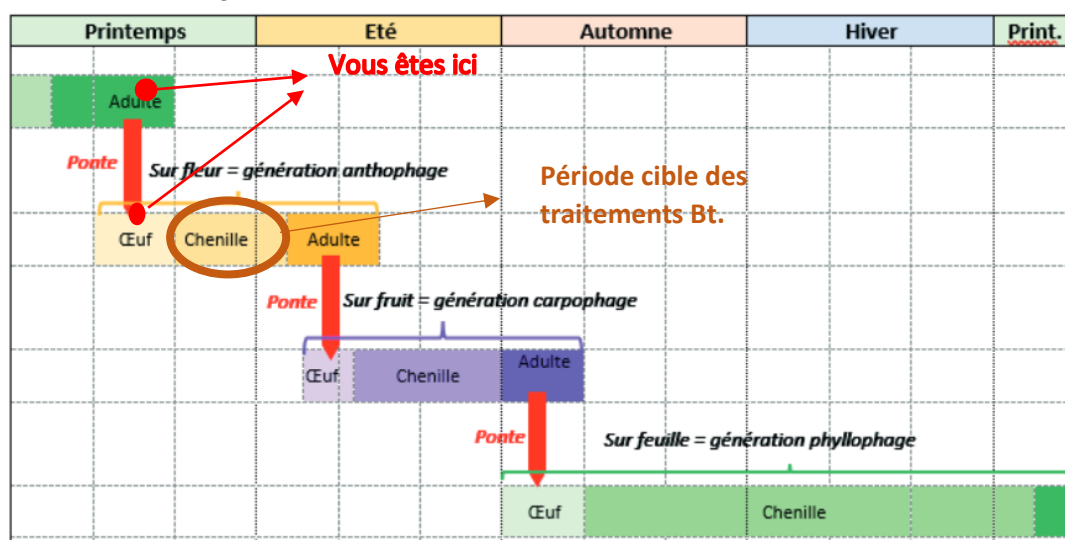 Printemps Eté Automne Hiver Print.
Vous êtes ici
Adulte
Ponte Sur fleur = génération anthophage
Période cible des
traitements Bt.
Œuf Chenille Adulte
Ponte Sur fruit = génération carpophage
Œuf Chenille Adulte
Ponte Sur feuille = génération phyllophage
Œuf Chenille